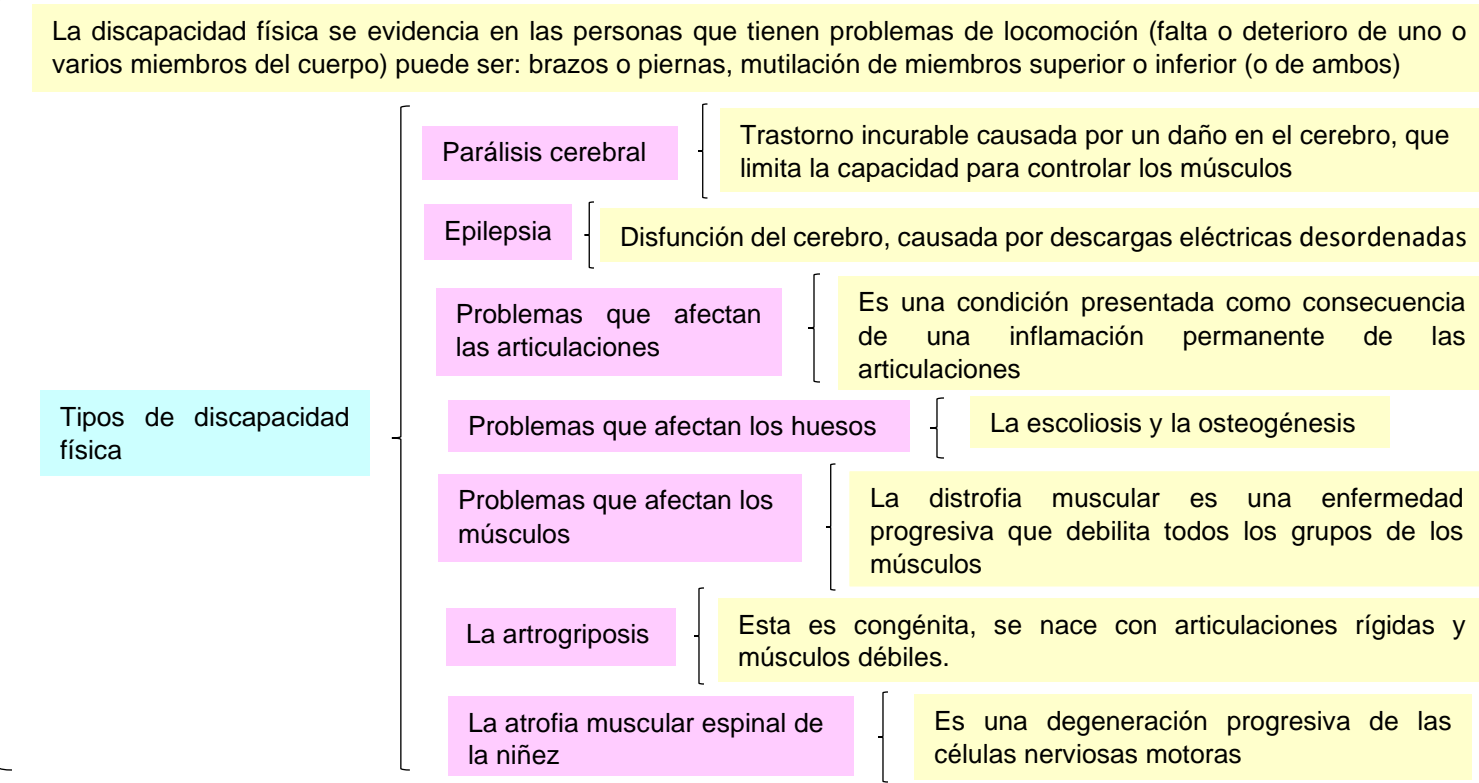 La discapacidad física se evidencia en las personas que tienen problemas de locomoción (falta o deterioro de uno o
varios miembros del cuerpo) puede ser: brazos o piernas, mutilación de miembros superior o inferior (o de ambos)
Tipos de discapacidad
física
Parálisis cerebral
Trastorno incurable causada por un daño en el cerebro, que
limita la capacidad para controlar los músculos
Epilepsia
Disfunción del cerebro, causada por descargas eléctricas desordenadas
Problemas que afectan
las articulaciones
Es una condición presentada como consecuencia
de una inflamación permanente de las
articulaciones
Problemas que afectan los huesos
La escoliosis y la osteogénesis
Problemas que afectan los
músculos
La distrofia muscular es una enfermedad
progresiva que debilita todos los grupos de los
músculos
La artrogriposis
Esta es congénita, se nace con articulaciones rígidas y
músculos débiles.
La atrofia muscular espinal de
la niñez
Es una degeneración progresiva de las
células nerviosas motoras